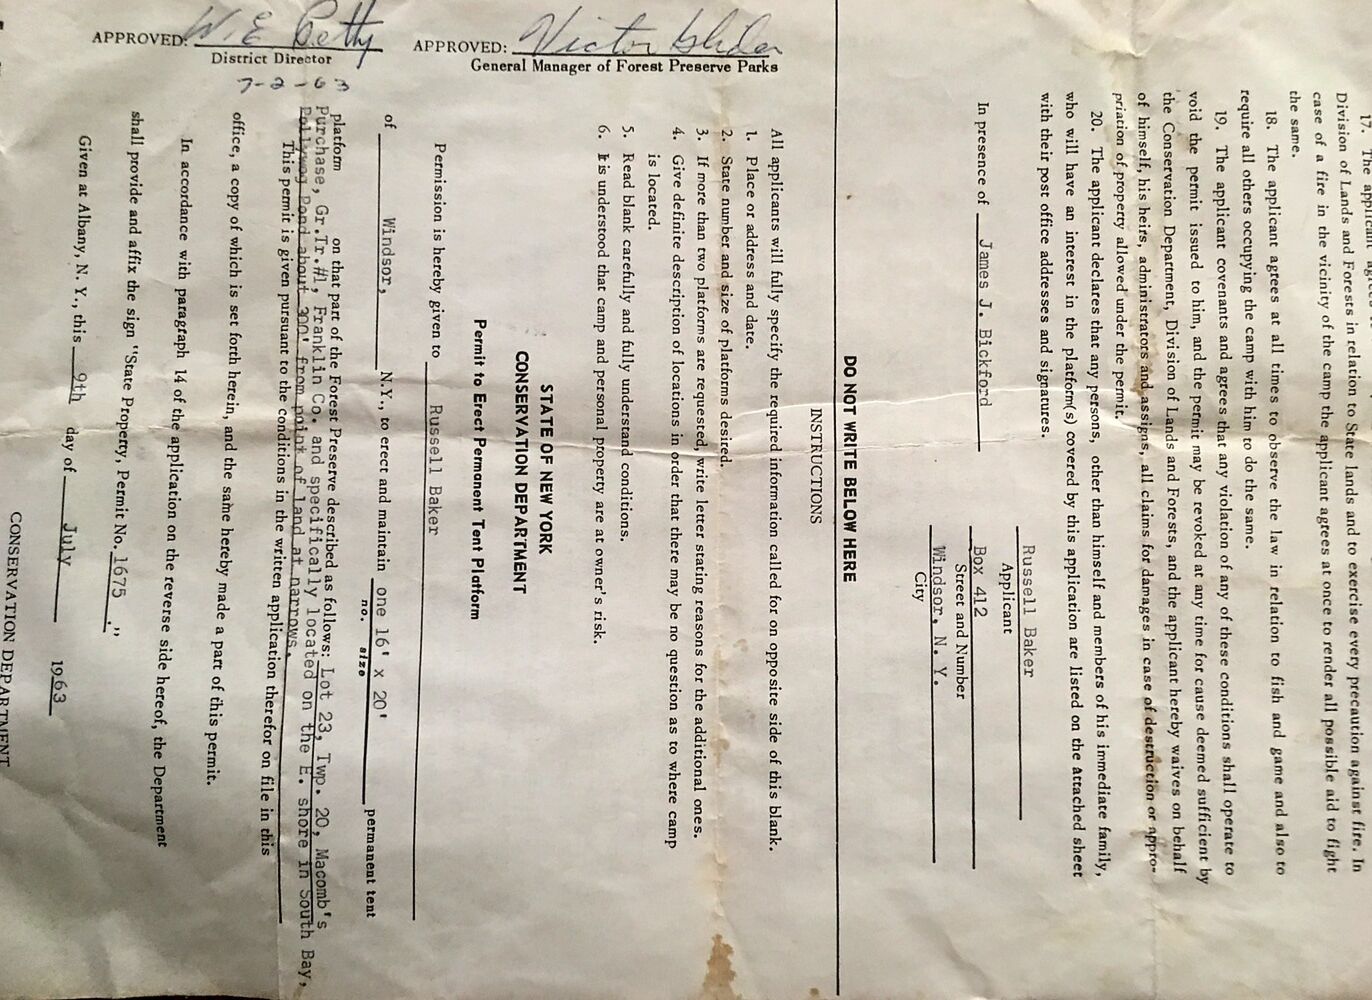 17. The applicant
Division of Lands and Forests in relation to State lands and to exercise every precaution against fire. In
case of a fire in the vicinity of the camp the applicant agrees at once to render all possible aid to fight
the same.
18. The applicant agrees at all times to observe the law in relation to fish and game and also to
require all others occupying the camp with him to do the same.
19. The applicant covenants and agrees that any violation of any of these conditions shall operate to
void the permit issued to him, and the permit may be revoked at any time for cause deemed sufficient by
the Conservation Department, Division of Lands and Forests, and the applicant hereby waives on behalf
of himself, his heirs, administrators and assigns, all claims for damages in case of destruction or appro-
priation of property allowed under the permit.
20. The applicant declares that any persons, other than himself and members of his immediate family,
who will have an interest in the platform(s) covered by this application are listed on the attached sheet
with their post office addresses and signatures.
Russell Baker
Applicant
In presence of James J. Bickford
Box 412
Street and Number
Windsor, N. Y.
City
DO NOT WRITE BELOW HERE
INSTRUCTIONS
All applicants will fully specify the required information called for on opposite side of this blank.
1. Place or address and date.
2. State number and size of platforms desired.
3. If more than two platforms are requested, write letter stating reasons for the additional ones.
4. Give definite description of locations in order that there may be no question as to where camp
is located.
5. Read blank carefully and fully understand conditions.
6. It is understood that camp and personal property are at owner's risk.
STATE OF NEW YORK
CONSERVATION DEPARTMENT
Permit to Erect Permanent Tent Platform
Permission is hereby given to Russell Baker
of Windsor, N.Y., to erect and maintain one 16' x 20' permanent tent
no. size
platform on that part of the Forest Preserve described as follows: Lot 23, Twp. 20, Macomb's
Purchase, Gr.Tr.#1, Franklin Co. and specifically located on the E. shore in South Bay,
Pollywog Pond about 300' from point of land at narrows.
This permit is given pursuant to the conditions in the written application therefor on file in this
office, a copy of which is set forth herein, and the same hereby made a part of this permit.
In accordance with paragraph 14 of the application on the reverse side hereof, the Department
shall provide and affix the sign "State Property, Permit No. 1675."
Given at Albany, N. Y., this 9th day of July 1963
CONSERVATION DEPARTMENT
APPROVED: W. E. Petty
District Director
7-2-63
APPROVED: Victor Glider
General Manager of Forest Preserve Parks